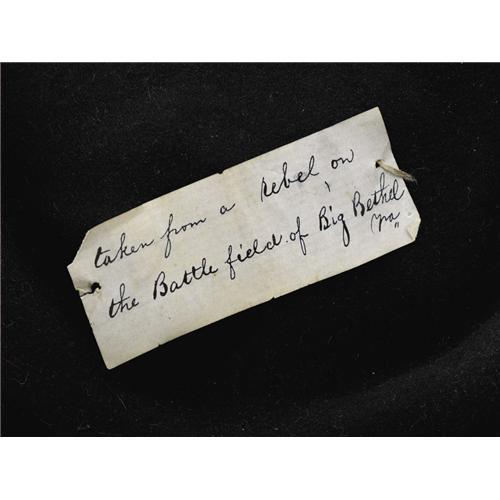 taken from a rebel on
the Battle field of Big Bethel
Va"